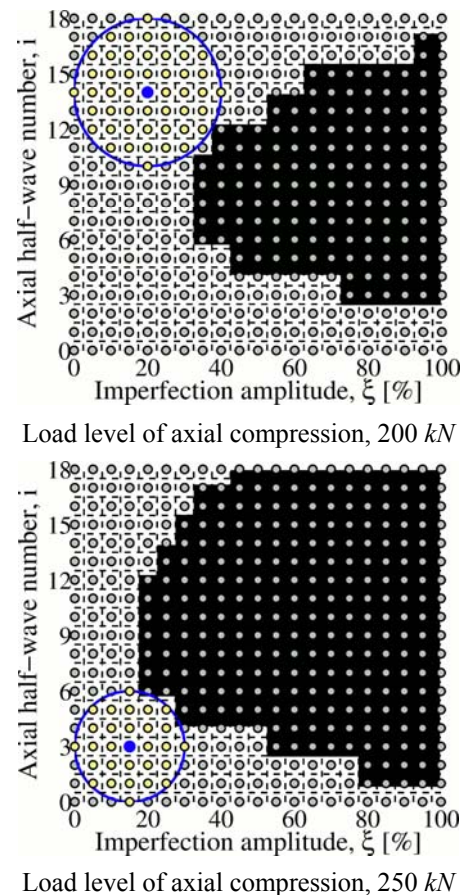 18
15
12
9
6
3
0
Axial half-wave number, i
0 20 40 60 80 100
Imperfection amplitude, ξ [%]
Load level of axial compression, 200 kN
18
15
12
9
6
3
0
Axial half-wave number, i
0 20 40 60 80 100
Imperfection amplitude, ξ [%]
Load level of axial compression, 250 kN